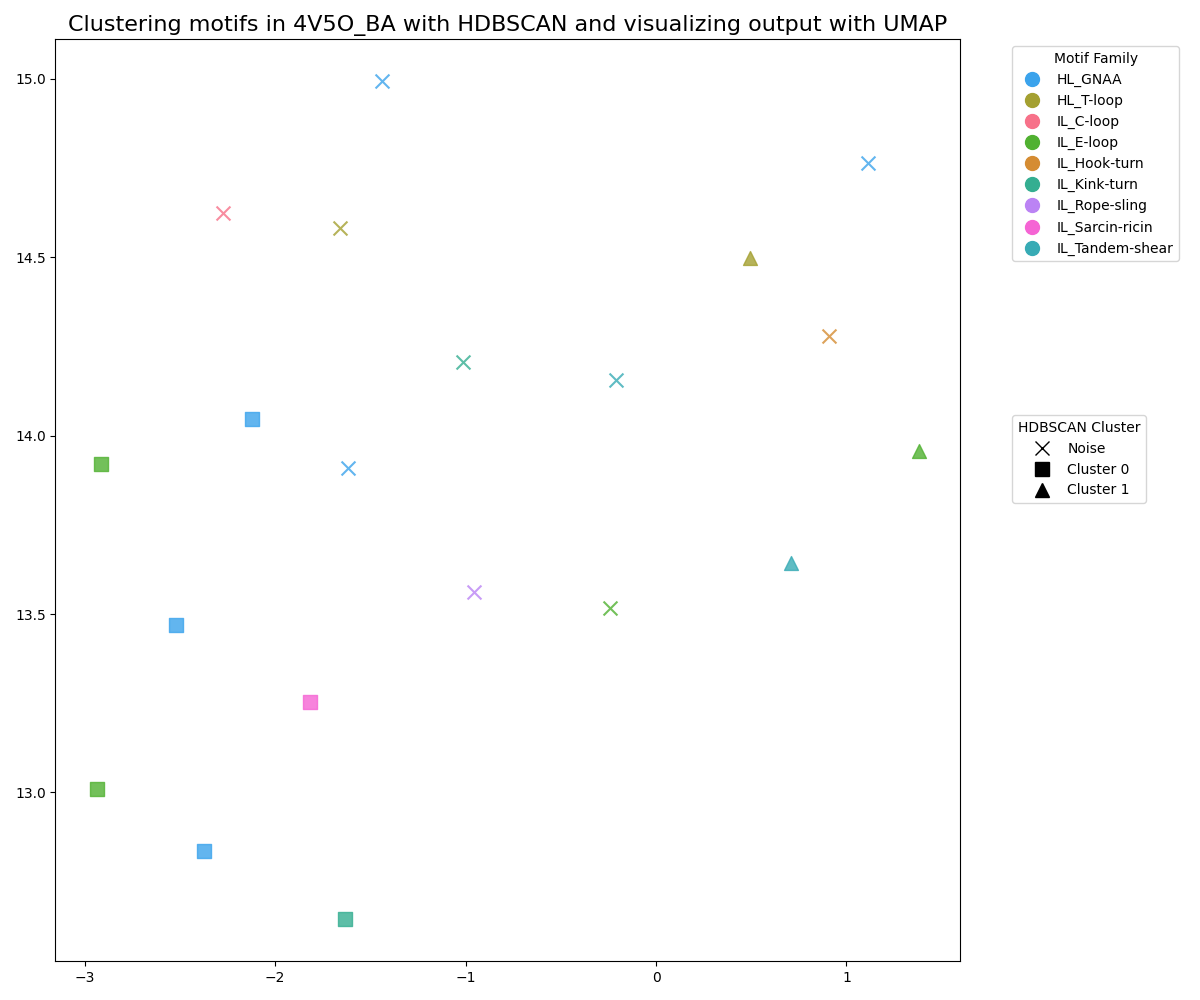 Clustering motifs in 4V5O_BA with HDBSCAN and visualizing output with UMAP
15.0
14.5
14.0
13.5
13.0
−3
−2
−1
0
1
Motif Family
HL_GNAA
HL_T-loop
IL_C-loop
IL_E-loop
IL_Hook-turn
IL_Kink-turn
IL_Rope-sling
IL_Sarcin-ricin
IL_Tandem-shear
HDBSCAN Cluster
Noise
Cluster 0
Cluster 1